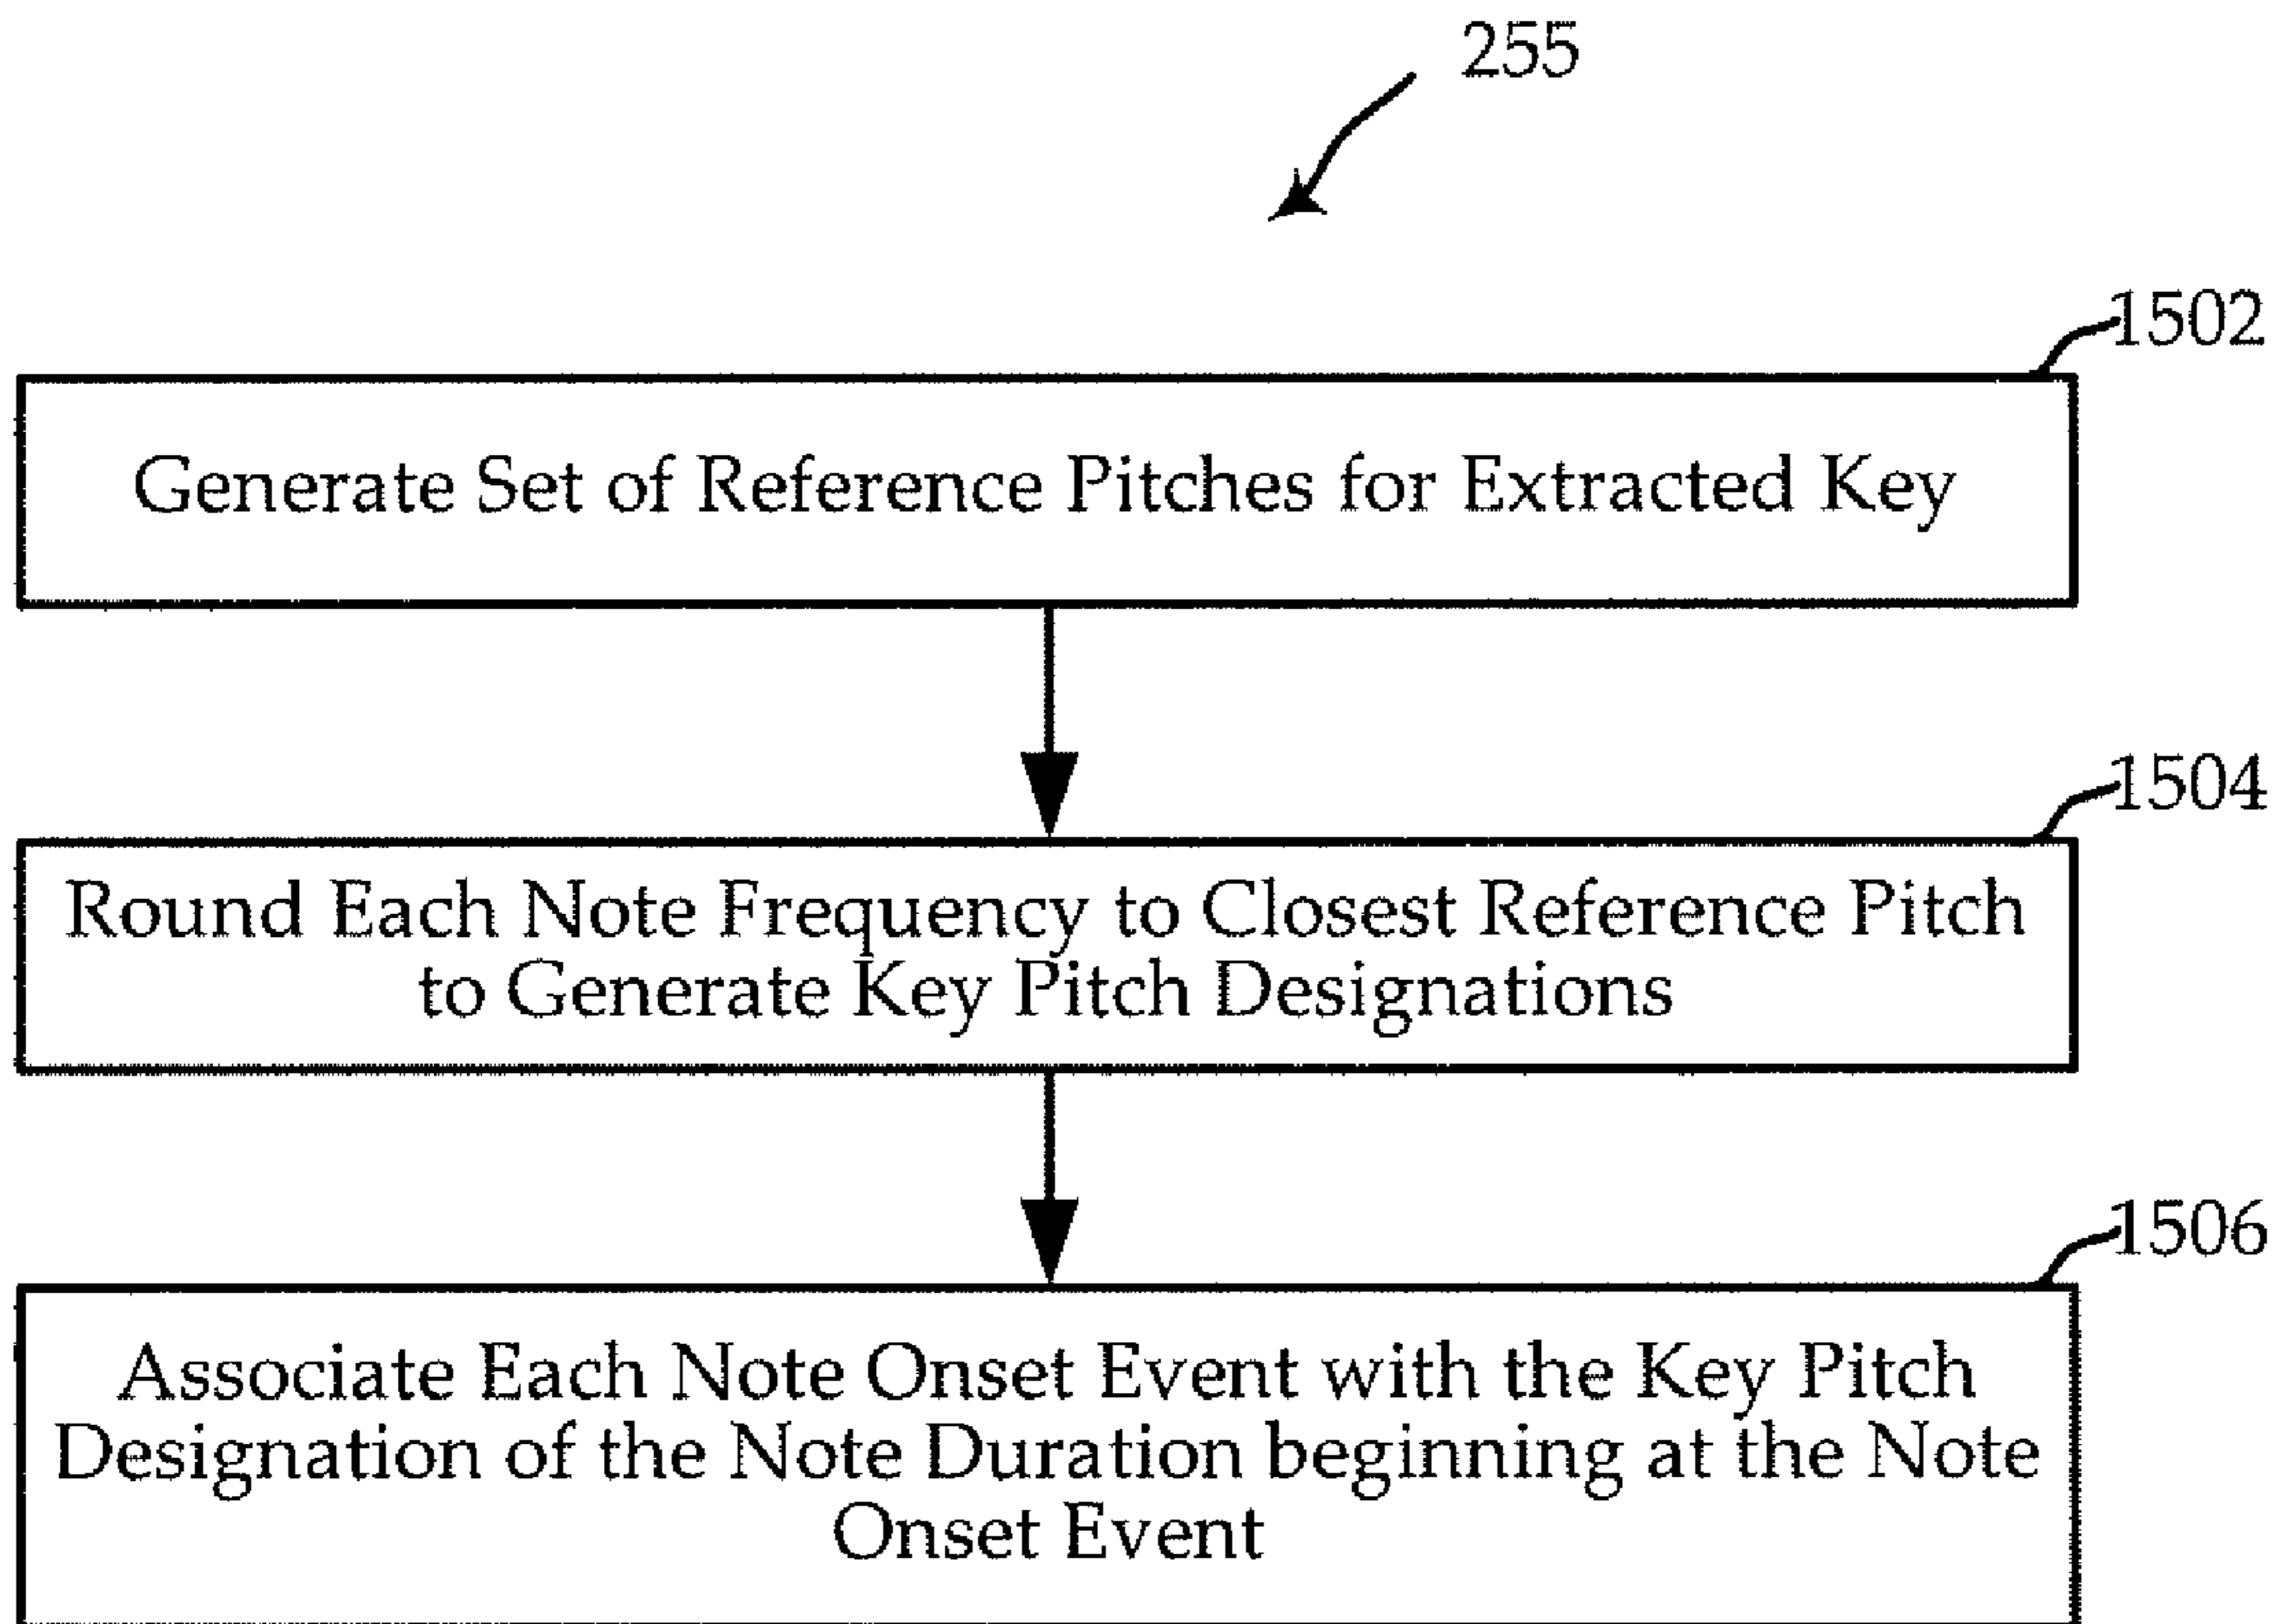 255
1502
Generate Set of Reference Pitches for Extracted Key
1504
Round Each Note Frequency to Closest Reference Pitch
to Generate Key Pitch Designations
1506
Associate Each Note Onset Event with the Key Pitch
Designation of the Note Duration beginning at the Note
Onset Event